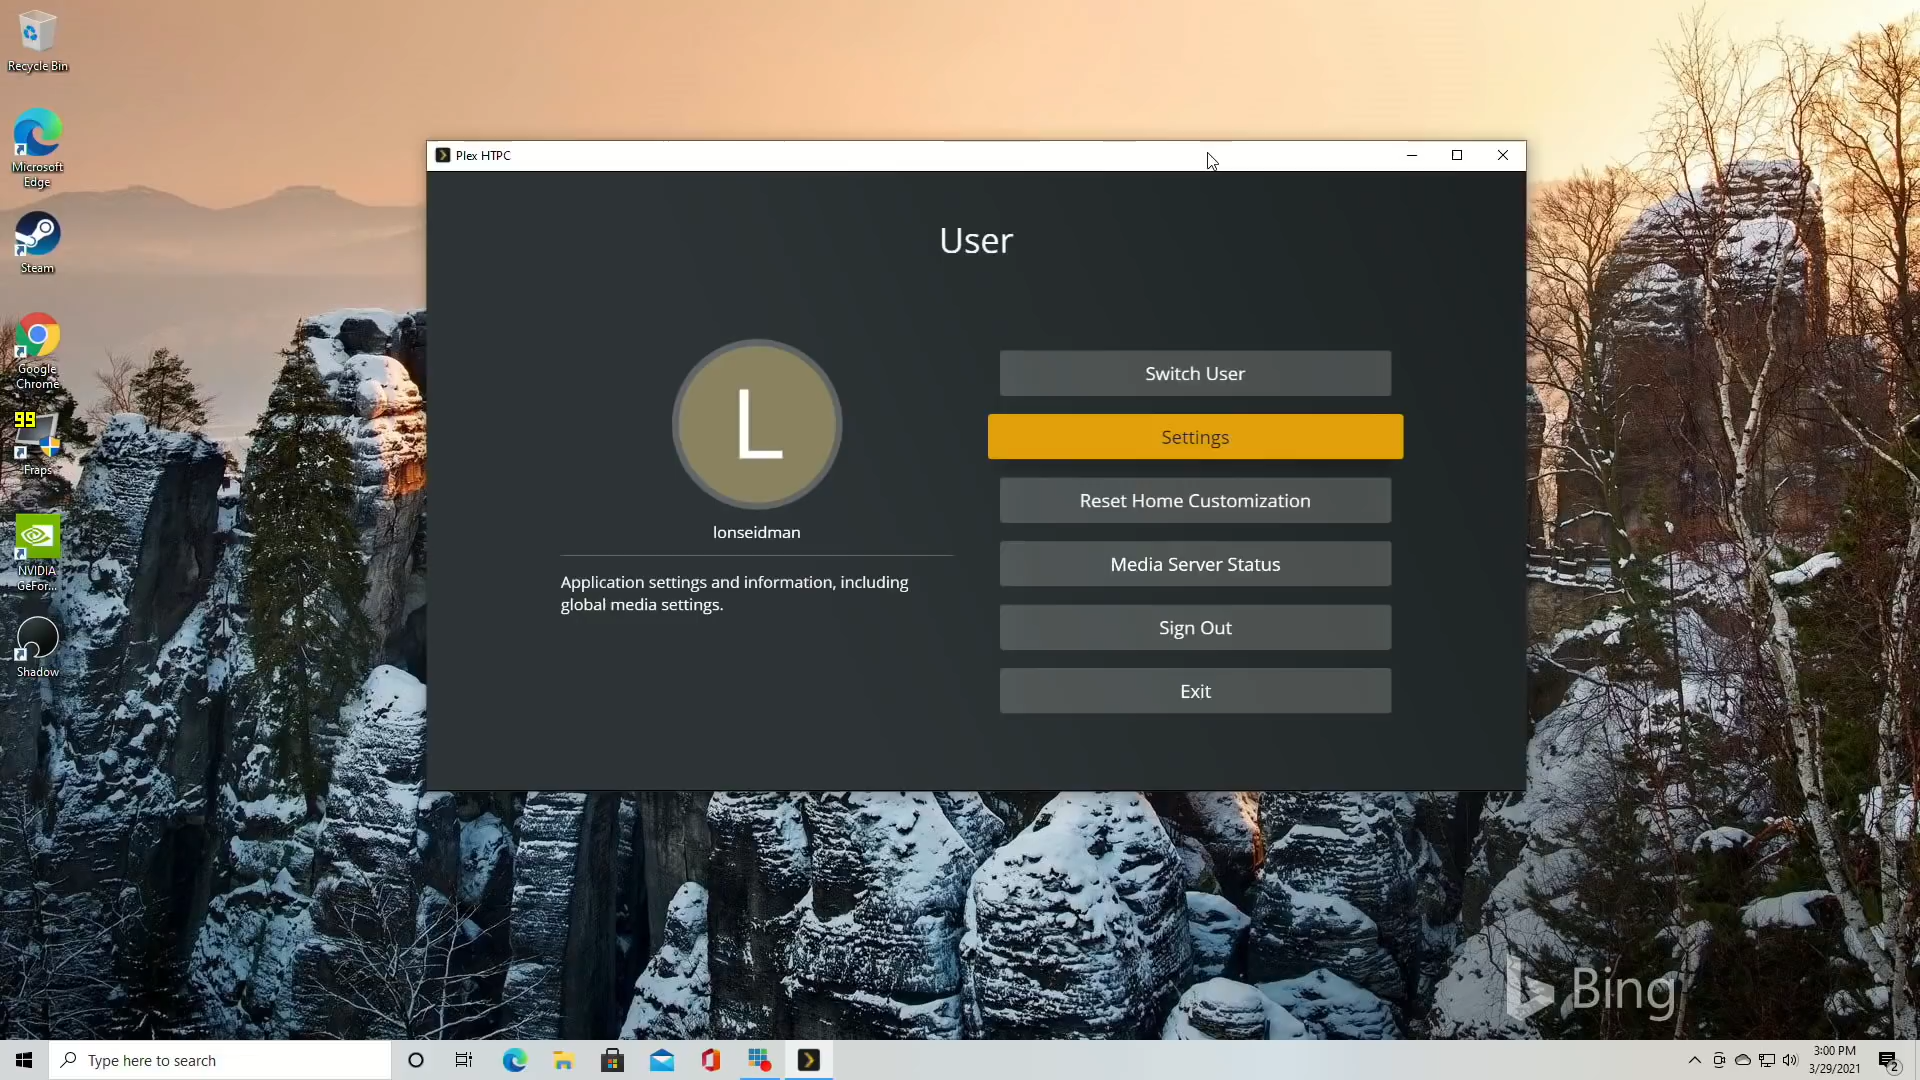 Recycle Bin
Microsoft
Edge
Steam
Google
Chrome
99
Fraps
NVIDIA
GeFor...
Shadow
Plex HTPC
User
L
lonseidman
Application settings and information, including
global media settings.
Switch User
Settings
Reset Home Customization
Media Server Status
Sign Out
Exit
Bing
Type here to search
3:00 PM
3/29/2021
2